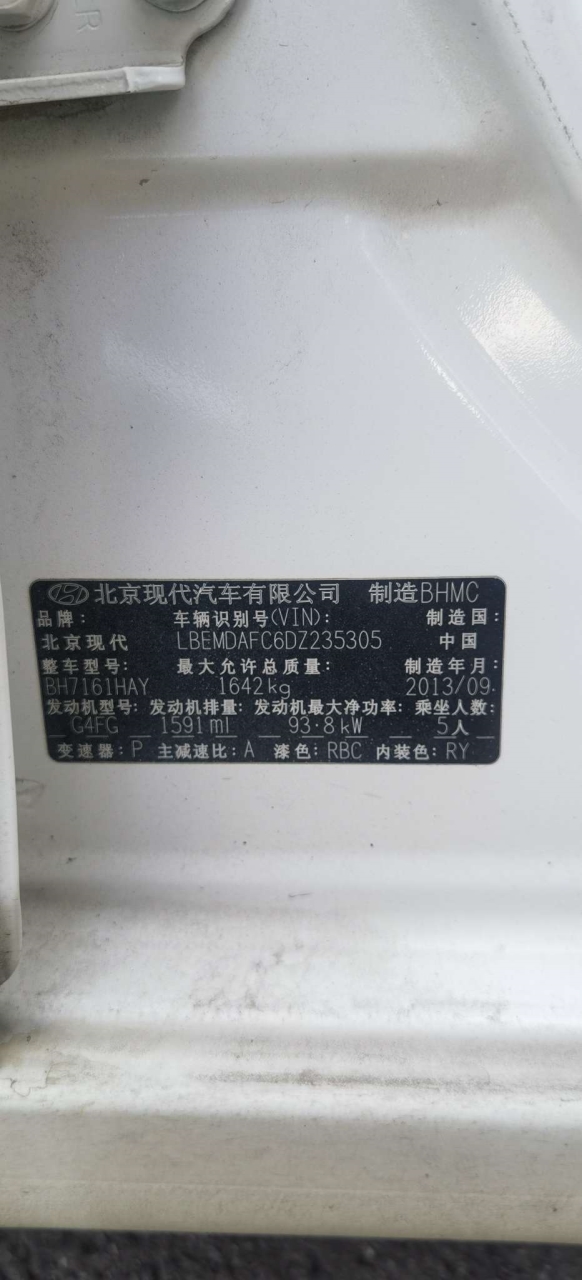 LR
北京现代汽车有限公司 制造BHMC
品牌: 车辆识别号(VIN): 制造国:
北京现代 LBEMDAFC6DZ235305 中国
整车型号: 最大允许总质量: 制造年月:
BH7161HAY 1642kg 2013/09
发动机型号: 发动机排量: 发动机最大净功率: 乘坐人数:
G4FG 1591ml 93.8kW 5人
变速器: P 主减速比: A 漆色: RBC 内装色: RY